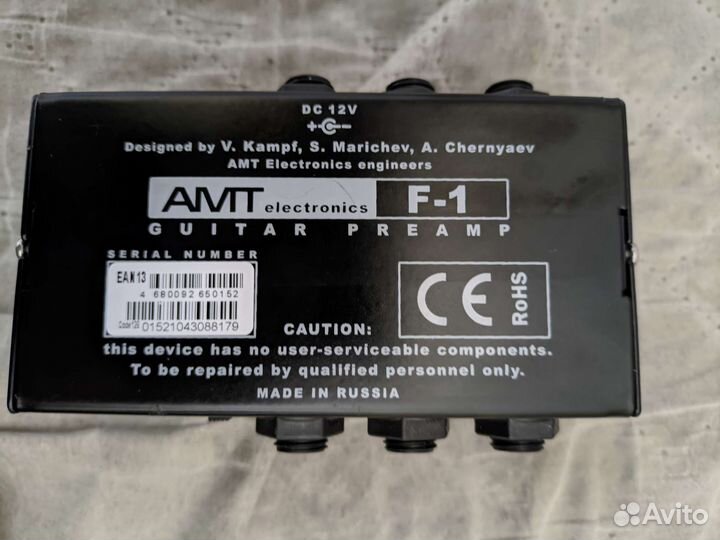 DC 12V
Designed by V. Kampf, S. Marichev, A. Chernyaev
AMT Electronics engineers
AMT electronics F-1
GUITAR PREAMP
SERIAL NUMBER
EAN13
4 680092 650152
Code128 01521043088179
CE RoHS
CAUTION:
this device has no user-serviceable components.
To be repaired by qualified personnel only.
MADE IN RUSSIA
Avito